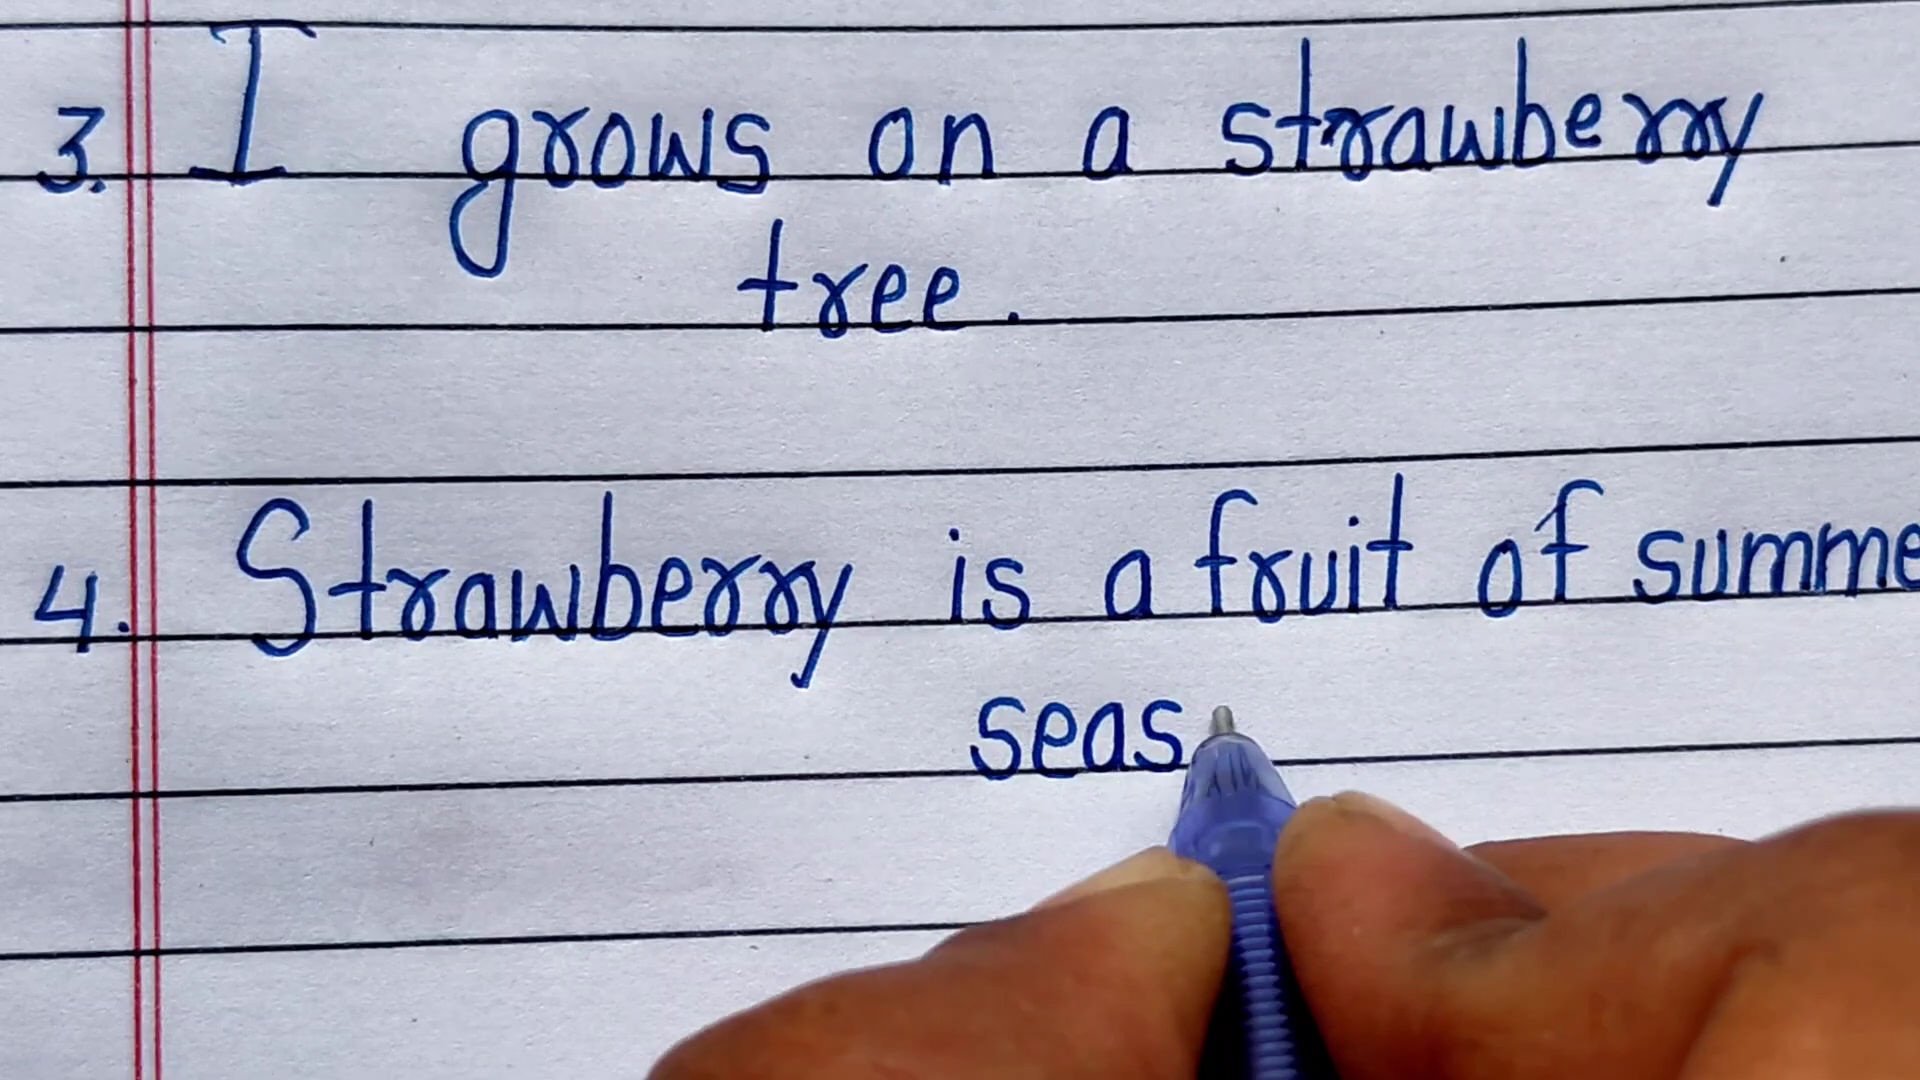 3. I grows on a strawberry
tree.
4. Strawberry is a fruit of summe
seas